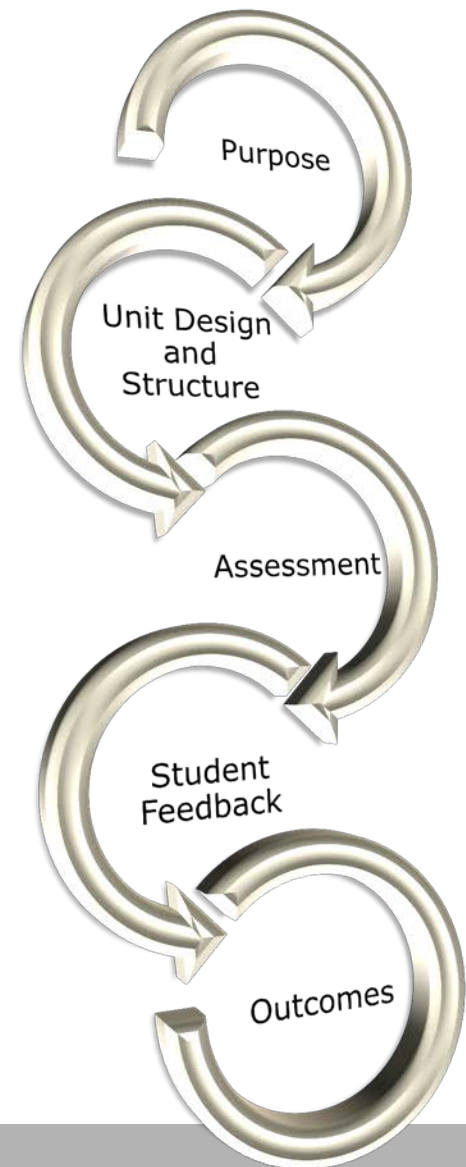 Purpose
Unit Design
and
Structure
Assessment
Student
Feedback
Outcomes